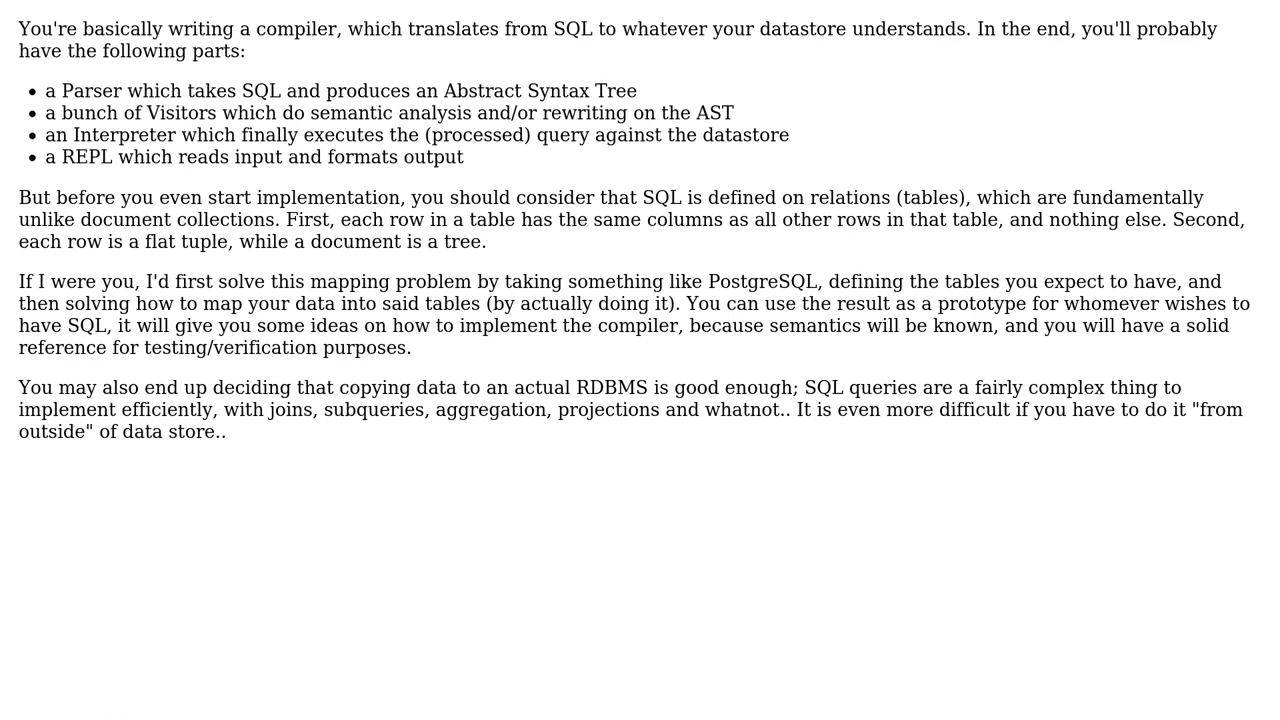 You're basically writing a compiler, which translates from SQL to whatever your datastore understands. In the end, you'll probably
have the following parts:
• a Parser which takes SQL and produces an Abstract Syntax Tree
• a bunch of Visitors which do semantic analysis and/or rewriting on the AST
• an Interpreter which finally executes the (processed) query against the datastore
• a REPL which reads input and formats output
But before you even start implementation, you should consider that SQL is defined on relations (tables), which are fundamentally
unlike document collections. First, each row in a table has the same columns as all other rows in that table, and nothing else. Second,
each row is a flat tuple, while a document is a tree.
If I were you, I'd first solve this mapping problem by taking something like PostgreSQL, defining the tables you expect to have, and
then solving how to map your data into said tables (by actually doing it). You can use the result as a prototype for whomever wishes to
have SQL, it will give you some ideas on how to implement the compiler, because semantics will be known, and you will have a solid
reference for testing/verification purposes.
You may also end up deciding that copying data to an actual RDBMS is good enough; SQL queries are a fairly complex thing to
implement efficiently, with joins, subqueries, aggregation, projections and whatnot.. It is even more difficult if you have to do it "from
outside" of data store..